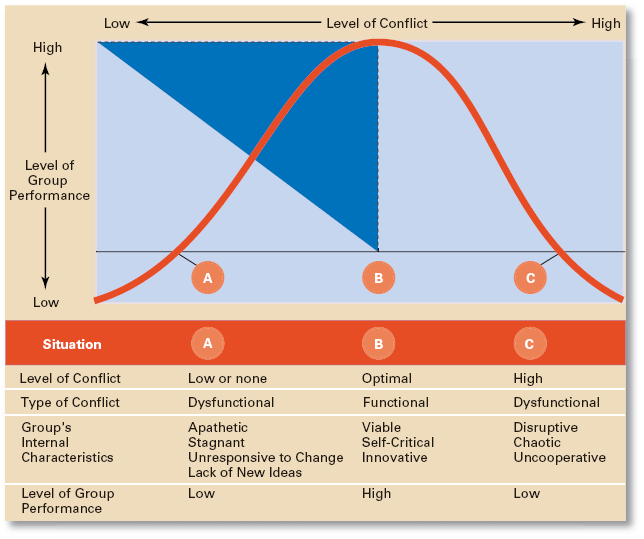 Low Level of Conflict High
High
Level of
Group
Performance
Low
A B C
Situation A B C
Level of Conflict Low or none Optimal High
Type of Conflict Dysfunctional Functional Dysfunctional
Group's Apathetic Viable Disruptive
Internal Stagnant Self-Critical Chaotic
Characteristics Unresponsive to Change Innovative Uncooperative
Lack of New Ideas
Level of Group Low High Low
Performance